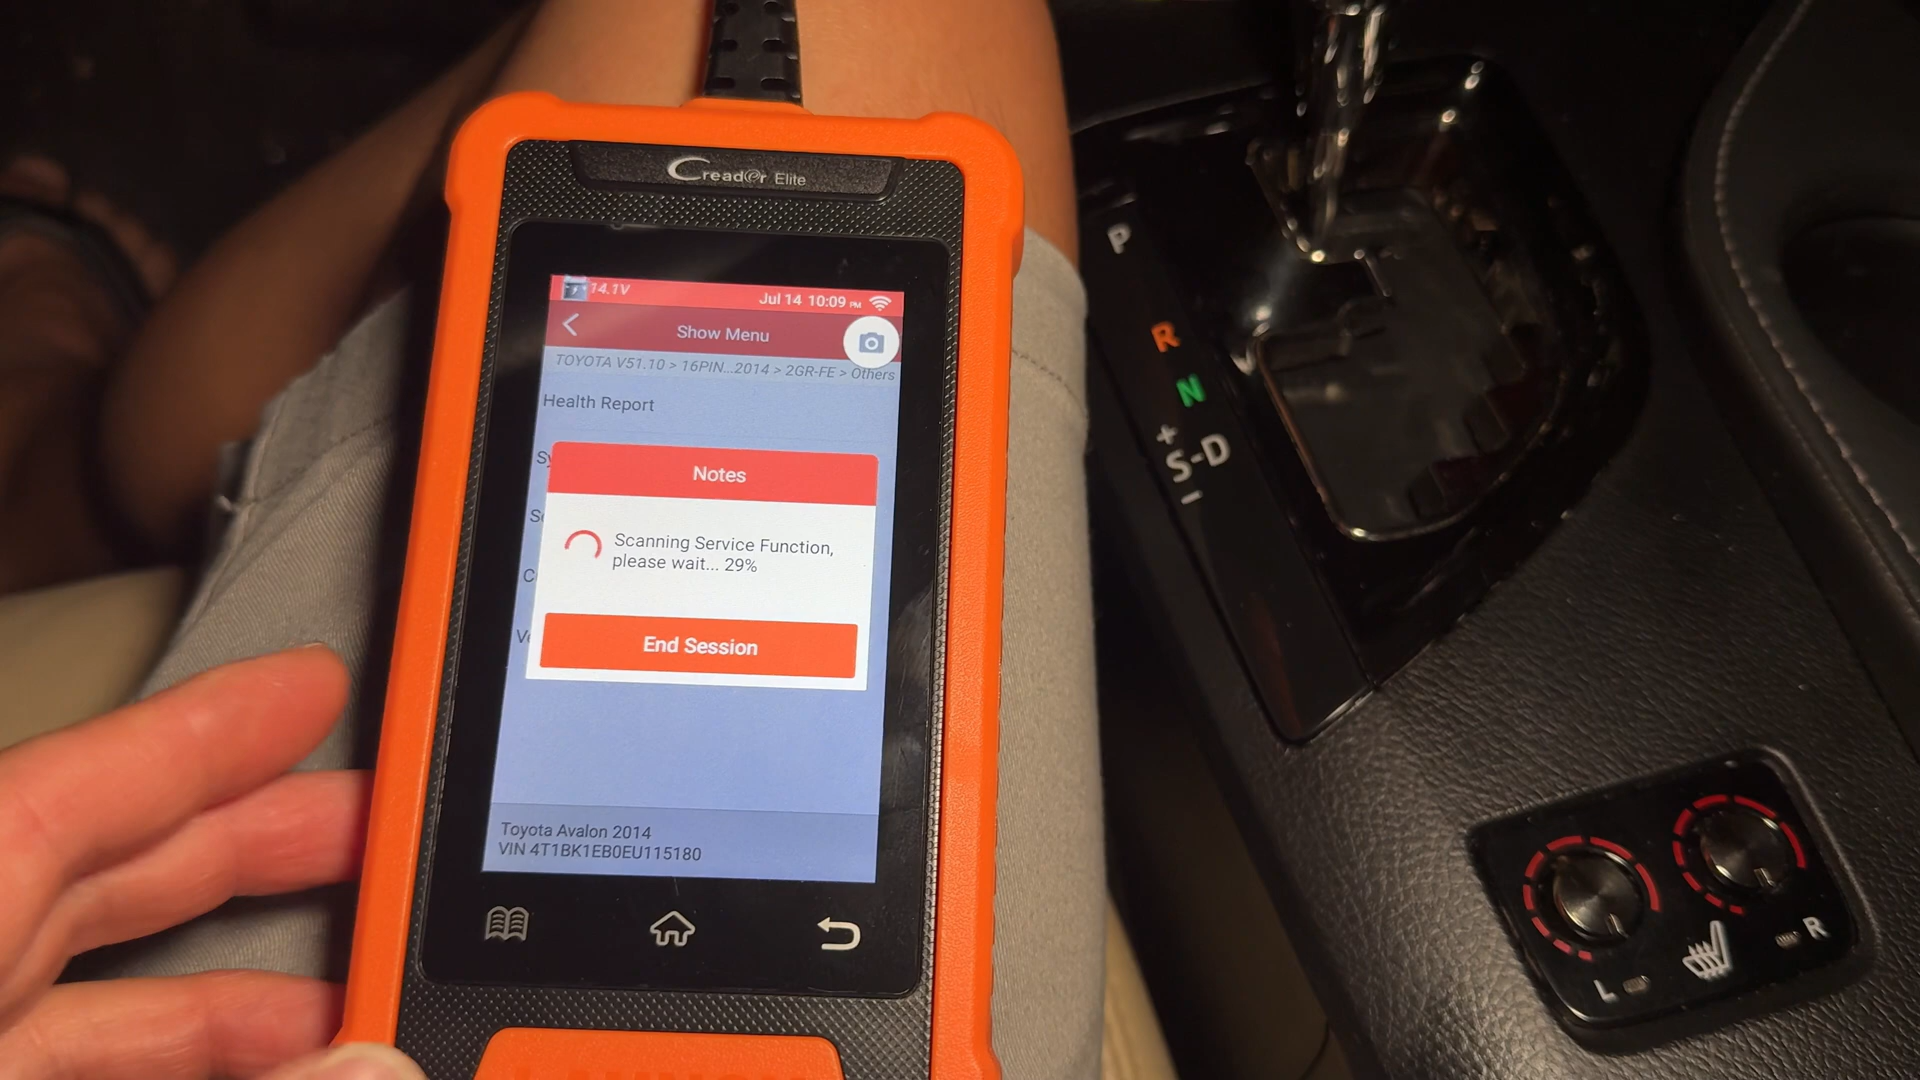 Creader Elite
14.1V
Jul 14 10:09 PM
Show Menu
TOYOTA V51.10 > 16PIN...2014 > 2GR-FE > Others
Health Report
Sy
Notes
Scanning Service Function,
please wait... 29%
End Session
Toyota Avalon 2014
VIN 4T1BK1EB0EU115180
P
R
N
+
S-D
−
L
R